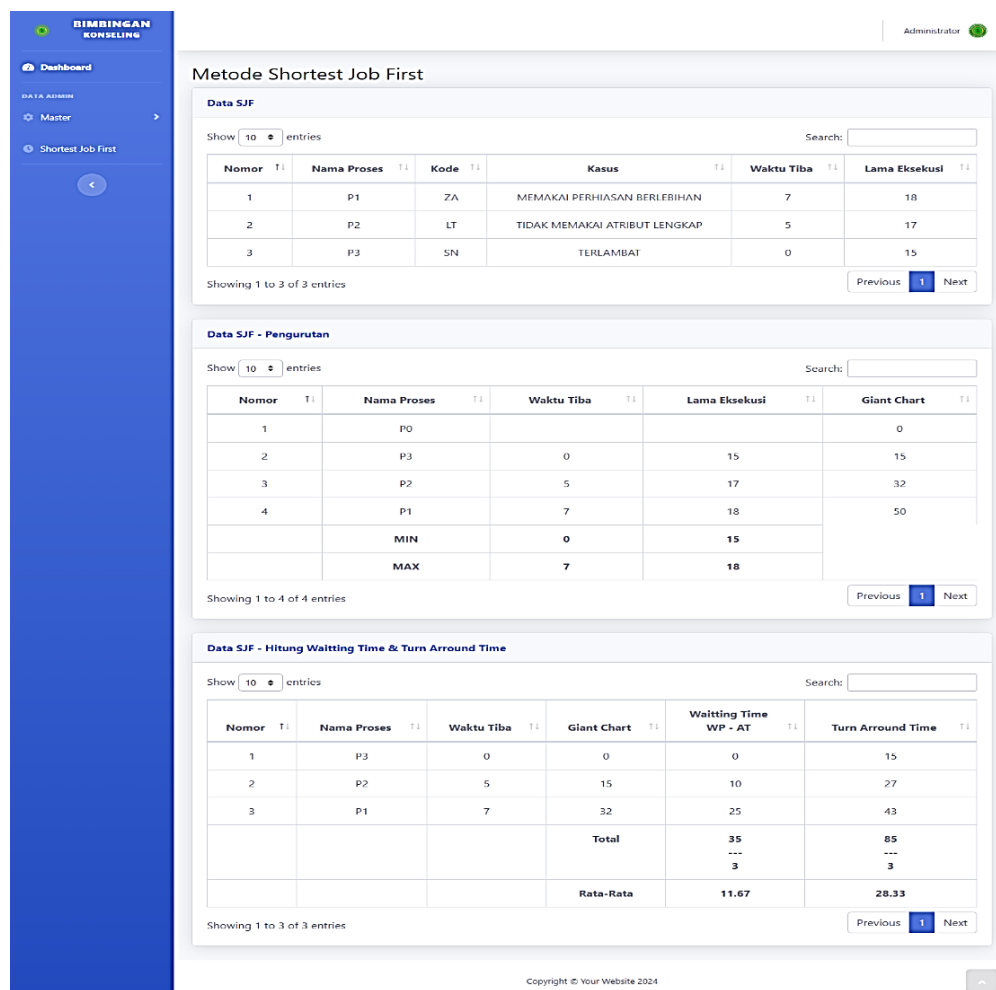 BIMBINGAN
KONSELING
Administrator
Dashboard
DATA ADMIN
Master
Shortest Job First
Metode Shortest Job First
Data SJF
Show 10 entries Search:
Nomor Nama Proses Kode Kasus Waktu Tiba Lama Eksekusi
1 P1 ZA MEMAKAI PERHIASAN BERLEBIHAN 7 18
2 P2 LT TIDAK MEMAKAI ATRIBUT LENGKAP 5 17
3 P3 SN TERLAMBAT 0 15
Showing 1 to 3 of 3 entries Previous 1 Next
Data SJF - Pengurutan
Show 10 entries Search:
Nomor Nama Proses Waktu Tiba Lama Eksekusi Giant Chart
1 P0 0
2 P3 0 15 15
3 P2 5 17 32
4 P1 7 18 50
MIN 0 15
MAX 7 18
Showing 1 to 4 of 4 entries Previous 1 Next
Data SJF - Hitung Waitting Time & Turn Arround Time
Show 10 entries Search:
Waitting Time
Nomor Nama Proses Waktu Tiba Giant Chart WP - AT Turn Arround Time
1 P3 0 0 0 15
2 P2 5 15 10 27
3 P1 7 32 25 43
Total 35 85
--- ---
3 3
Rata-Rata 11.67 28.33
Showing 1 to 3 of 3 entries Previous 1 Next
Copyright © Your Website 2024